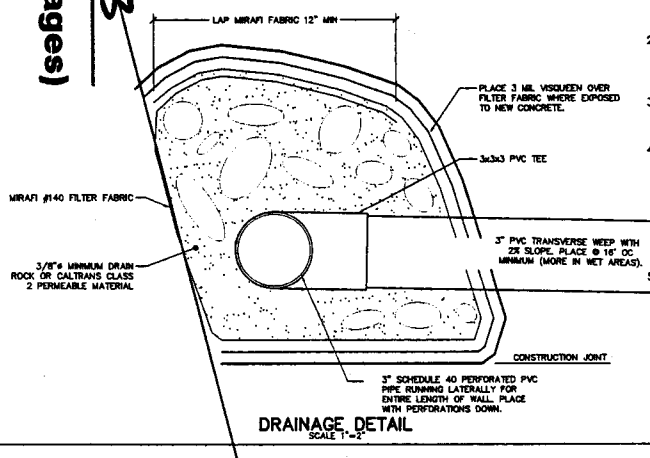 LAP MIRAFI FABRIC 12" MIN
PLACE 3 MIL VISQUEEN OVER
FILTER FABRIC WHERE EXPOSED
TO NEW CONCRETE.
3x3x3 PVC TEE
MIRAFI #140 FILTER FABRIC
3" PVC TRANSVERSE WEEP WITH
2% SLOPE. PLACE @ 16' OC
MINIMUM (MORE IN WET AREAS).
3/8"ø MINIMUM DRAIN
ROCK OR CALTRANS CLASS
2 PERMEABLE MATERIAL
CONSTRUCTION JOINT
3" SCHEDULE 40 PERFORATED PVC
PIPE RUNNING LATERALLY FOR
ENTIRE LENGTH OF WALL. PLACE
WITH PERFORATIONS DOWN.
DRAINAGE DETAIL
SCALE 1"=2"
ages)